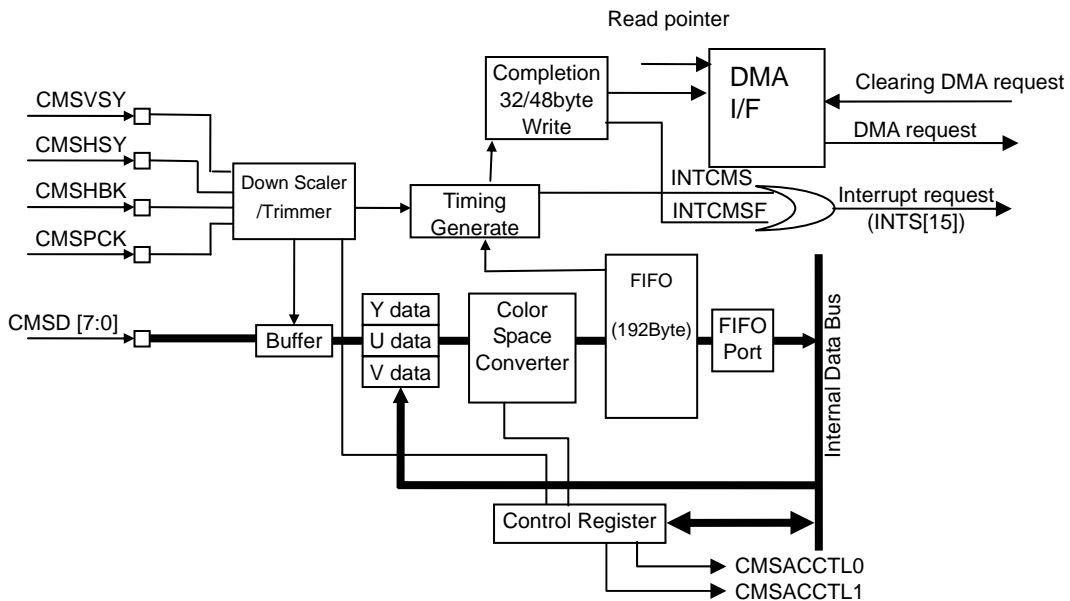 Read pointer
Completion
32/48byte
Write
DMA
I/F
Clearing DMA request
DMA request
CMSVSY
CMSHSY
CMSHBK
CMSPCK
Down Scaler
/Trimmer
Timing
Generate
INTCMS
INTCMSF
Interrupt request
(INTS[15])
CMSD [7:0]
Buffer
Y data
U data
V data
Color
Space
Converter
FIFO
(192Byte)
FIFO
Port
Internal Data Bus
Control Register
CMSACCTL0
CMSACCTL1